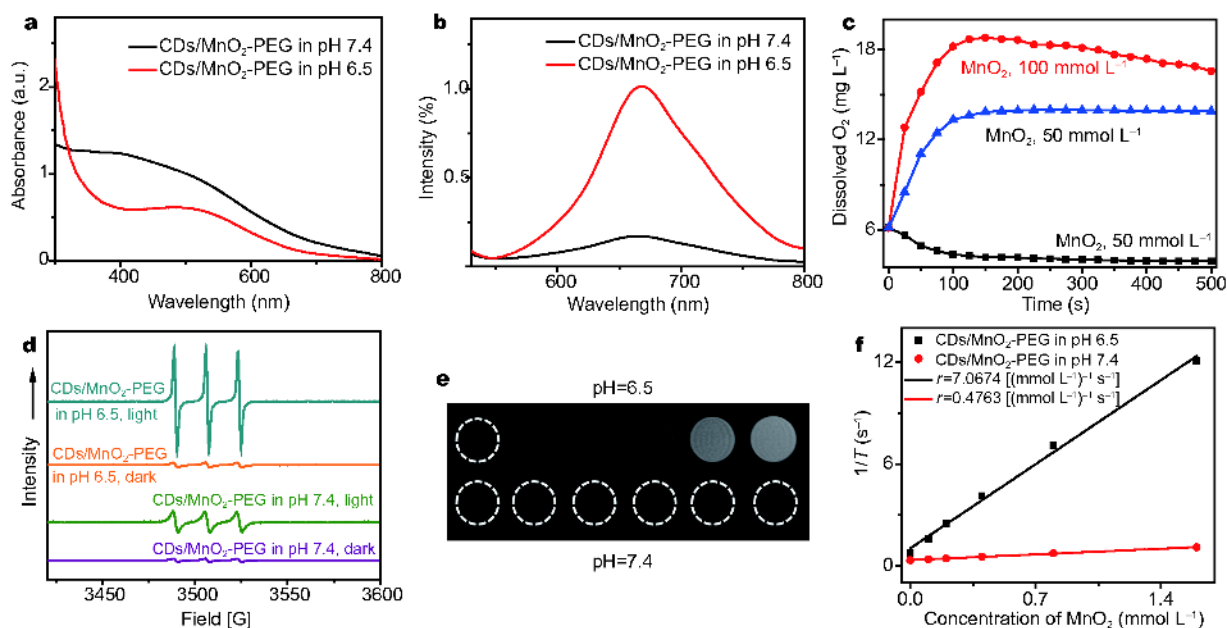 a
CDs/MnO₂-PEG in pH 7.4
CDs/MnO₂-PEG in pH 6.5
2
1
0
Absorbance (a.u.)
400
600
800
Wavelength (nm)
b
CDs/MnO₂-PEG in pH 7.4
CDs/MnO₂-PEG in pH 6.5
1.0
0.5
Intensity (%)
600
700
800
Wavelength (nm)
c
18
12
6
Dissolved O₂ (mg L⁻¹)
MnO₂, 100 mmol L⁻¹
MnO₂, 50 mmol L⁻¹
MnO₂, 50 mmol L⁻¹
0
100
200
300
400
500
Time (s)
d
Intensity
CDs/MnO₂-PEG
in pH 6.5, light
CDs/MnO₂-PEG
in pH 6.5, dark
CDs/MnO₂-PEG in pH 7.4, light
CDs/MnO₂-PEG in pH 7.4, dark
3450
3500
3550
3600
Field [G]
e
pH=6.5
pH=7.4
f
CDs/MnO₂-PEG in pH 6.5
CDs/MnO₂-PEG in pH 7.4
r=7.0674 [(mmol L⁻¹)⁻¹ s⁻¹]
r=0.4763 [(mmol L⁻¹)⁻¹ s⁻¹]
12
6
0
1/T (s⁻¹)
0.0
0.7
1.4
Concentration of MnO₂ (mmol L⁻¹)